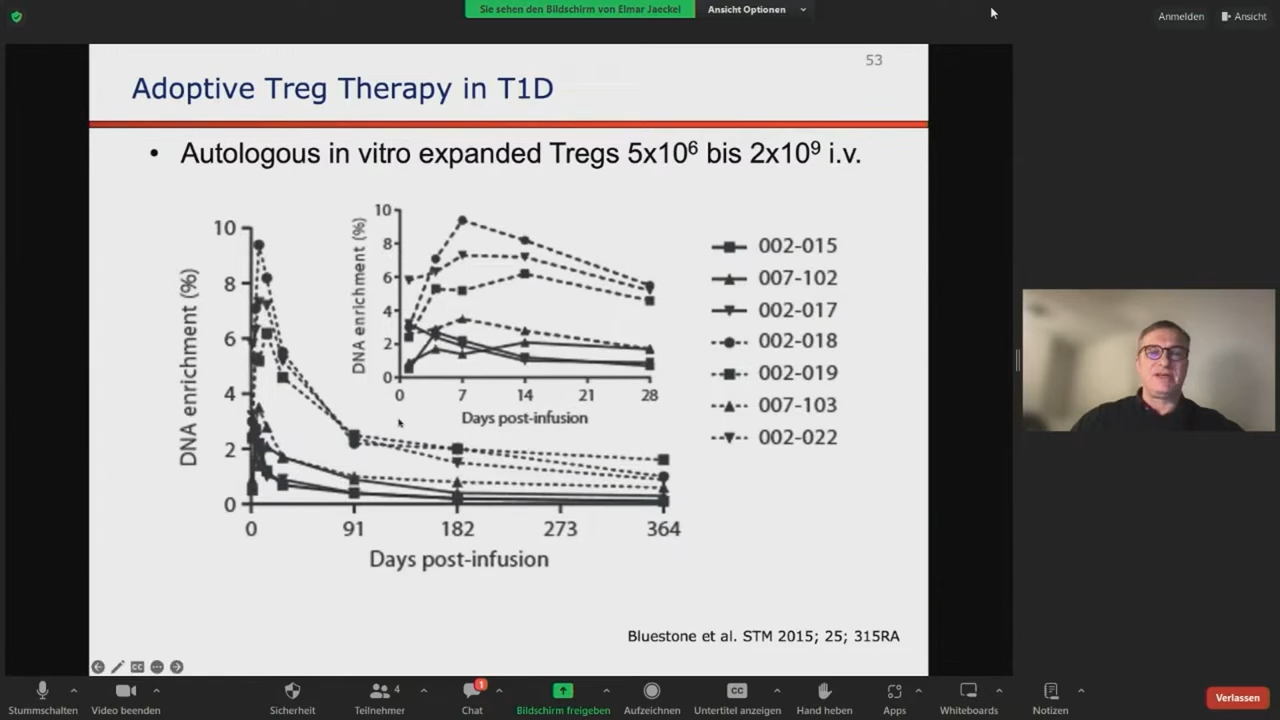 Sie sehen den Bildschirm von Elmar Jaeckel
Ansicht Optionen
Anmelden
Ansicht
53
Adoptive Treg Therapy in T1D
• Autologous in vitro expanded Tregs 5x10⁶ bis 2x10⁹ i.v.
DNA enrichment (%)
10
8
6
4
2
0
0 91 182 273 364
Days post-infusion
DNA enrichment (%)
10
8
6
4
2
0
0 7 14 21 28
Days post-infusion
002-015
007-102
002-017
002-018
002-019
007-103
002-022
Bluestone et al. STM 2015; 25; 315RA
Stummschalten
Video beenden
Sicherheit
4
Teilnehmer
1
Chat
Bildschirm freigeben
Aufzeichnen
CC
Untertitel anzeigen
Hand heben
Apps
Whiteboards
Notizen
Verlassen